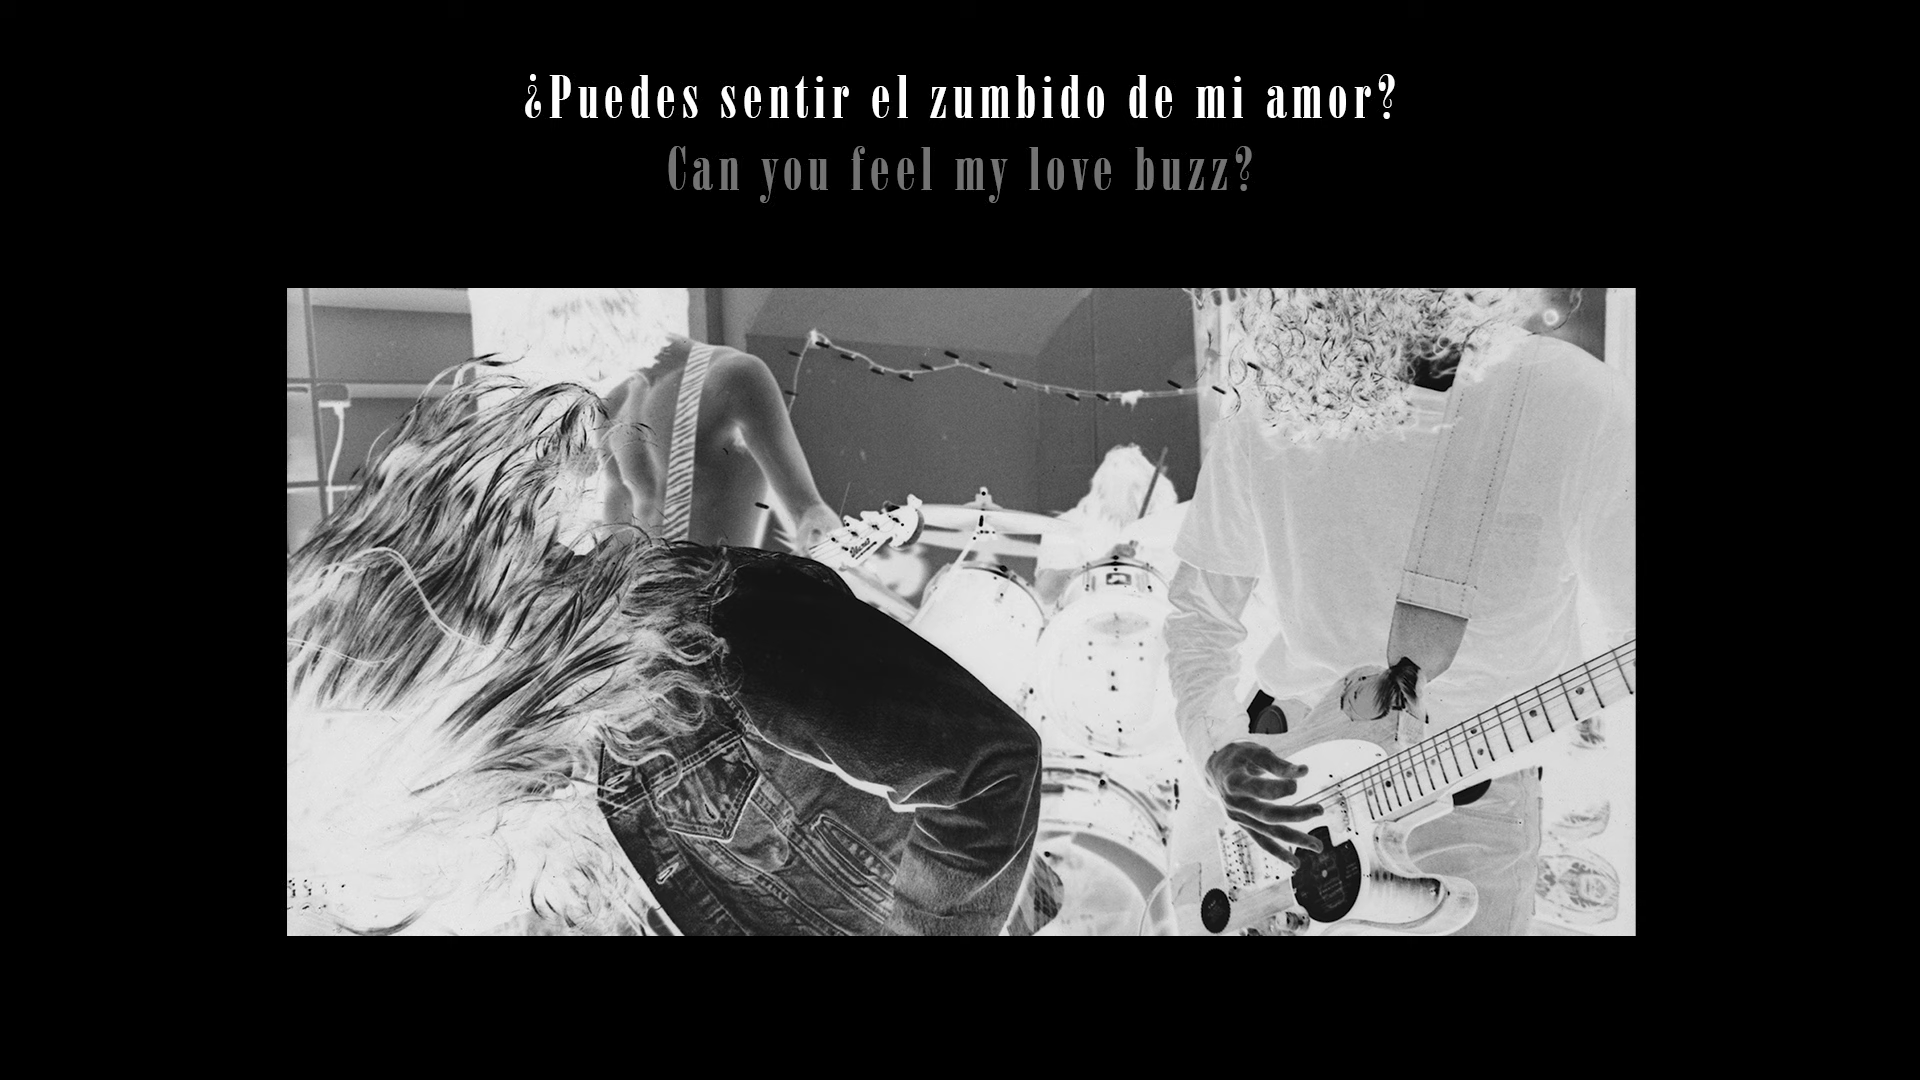 ¿Puedes sentir el zumbido de mi amor?
Can you feel my love buzz?